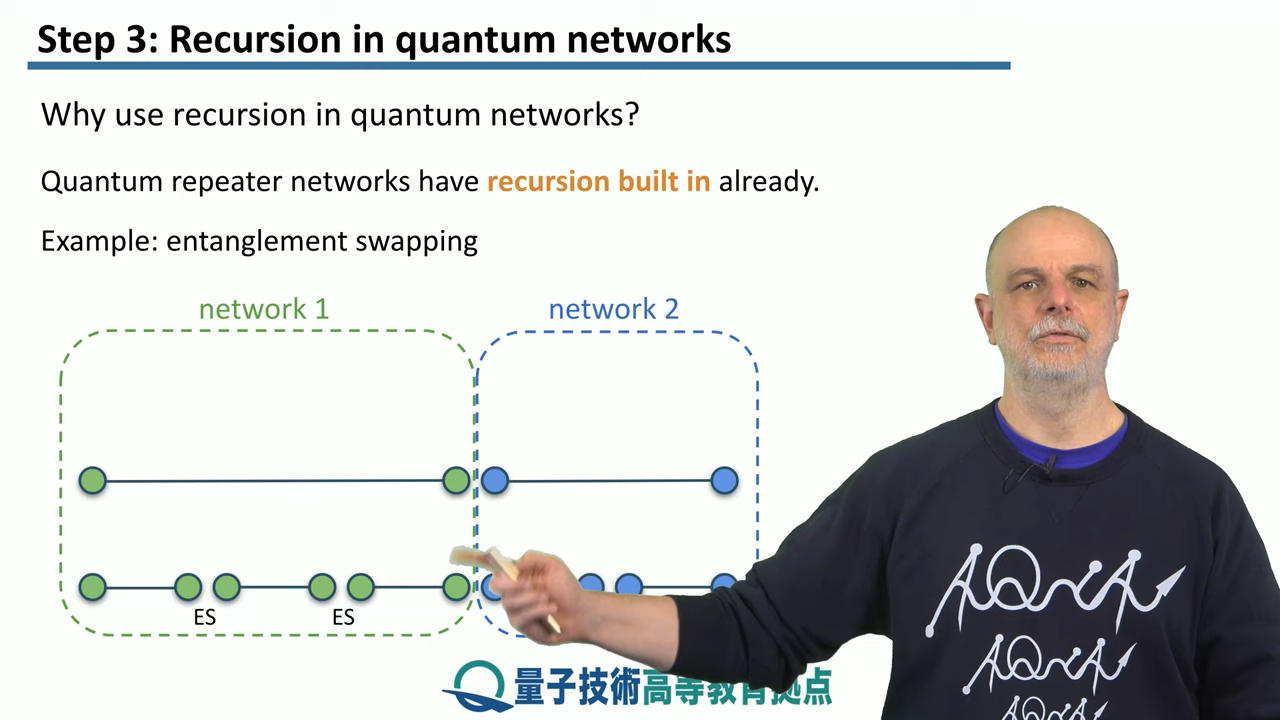 Step 3: Recursion in quantum networks
Why use recursion in quantum networks?
Quantum repeater networks have recursion built in already.
Example: entanglement swapping
network 1
network 2
ES
ES
量子技術高等教育拠点